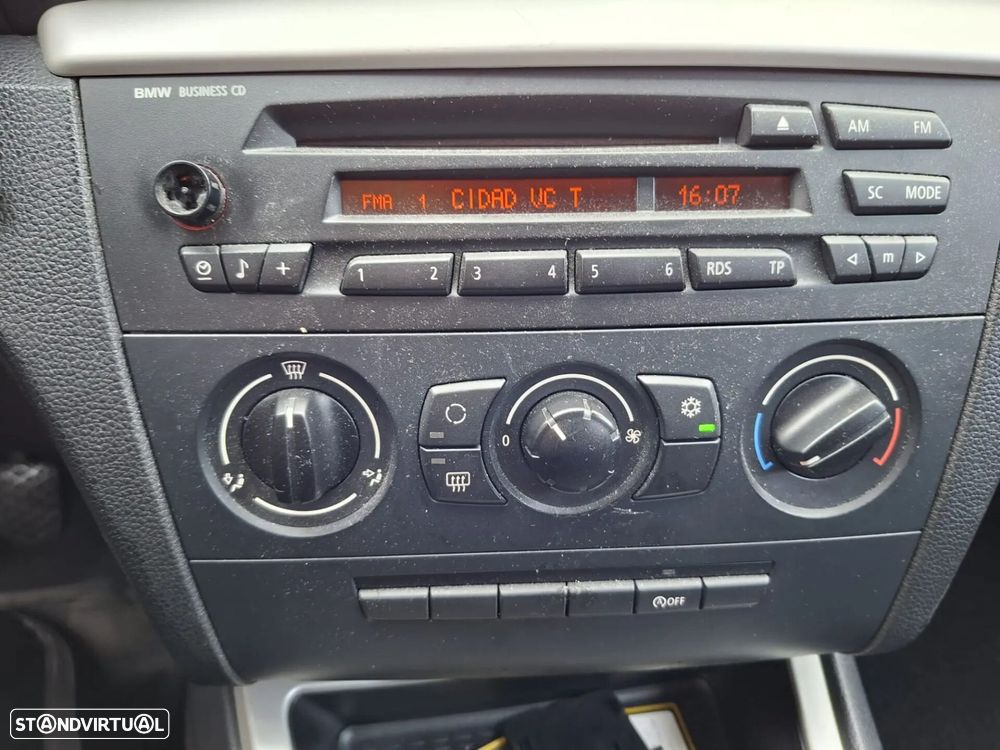 BMW BUSINESS CD
AM FM
FMA 1 CIDAD VC T 16:07
SC MODE
1 2 3 4 5 6 RDS TP m
0
A OFF
STANDVIRTUAL